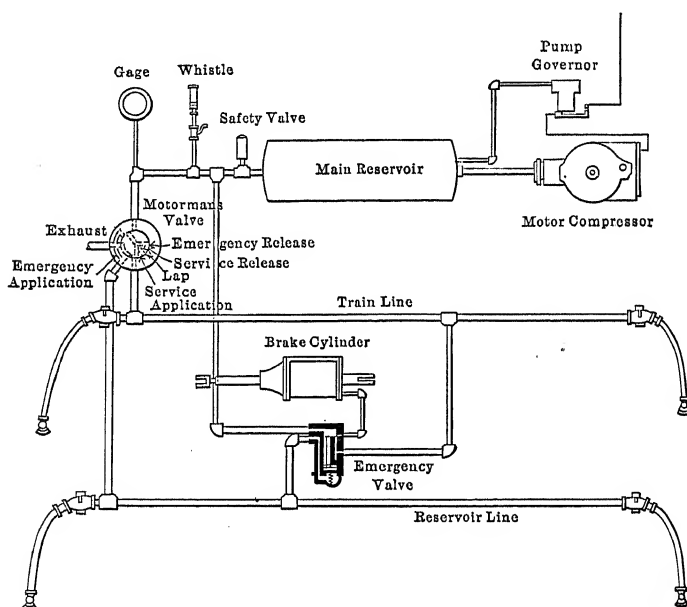 Pump
Governor
Gage
Whistle
Safety Valve
Main Reservoir
Motor Compressor
Motormans
Valve
Exhaust
Emergency Release
Service Release
Lap
Emergency
Application
Service
Application
Train Line
Brake Cylinder
Emergency
Valve
Reservoir Line